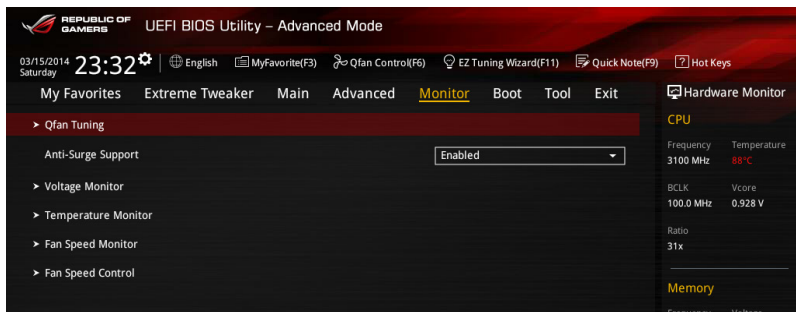 REPUBLIC OF
GAMERS
UEFI BIOS Utility – Advanced Mode
03/15/2014
Saturday
23:32
English
MyFavorite(F3)
Qfan Control(F6)
EZ Tuning Wizard(F11)
Quick Note(F9)
? Hot Keys
My Favorites
Extreme Tweaker
Main
Advanced
Monitor
Boot
Tool
Exit
Hardware Monitor
> Qfan Tuning
Anti-Surge Support
Enabled
> Voltage Monitor
> Temperature Monitor
> Fan Speed Monitor
> Fan Speed Control
CPU
Frequency Temperature
3100 MHz 88°C
BCLK Vcore
100.0 MHz 0.928 V
Ratio
31x
Memory